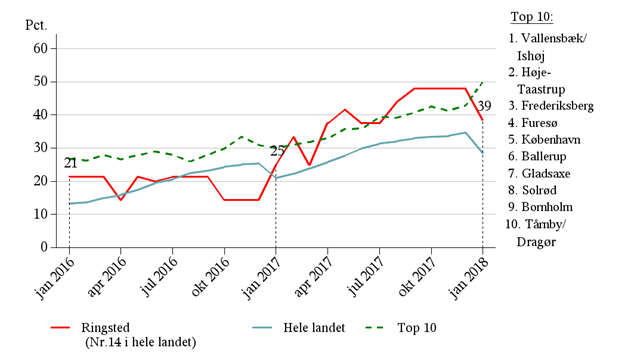 Pct.
60
50
40
30
20
10
0
21
25
39
jan 2016
apr 2016
jul 2016
okt 2016
jan 2017
apr 2017
jul 2017
okt 2017
jan 2018
Ringsted
(Nr.14 i hele landet)
Hele landet
Top 10
Top 10:
1. Vallensbæk/
Ishøj
2. Høje-
Taastrup
3. Frederiksberg
4. Furesø
5. København
6. Ballerup
7. Gladsaxe
8. Solrød
9. Bornholm
10. Tårnby/
Dragør